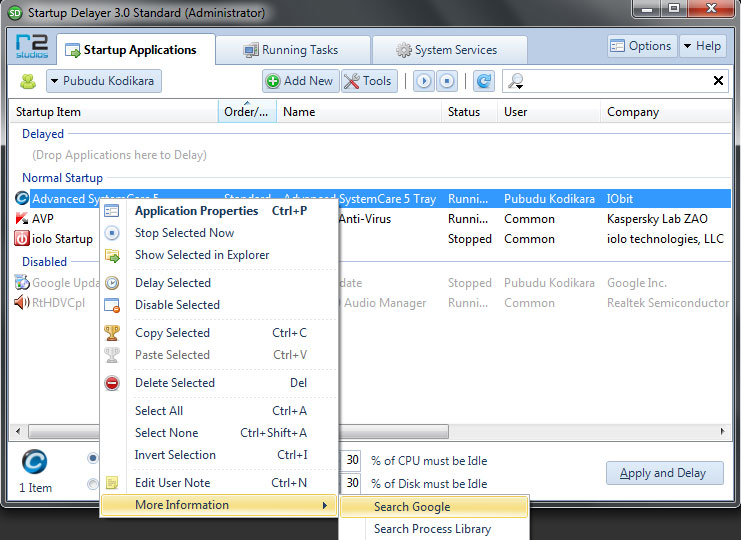 Startup Delayer 3.0 Standard (Administrator)
r2 studios
Startup Applications
Running Tasks
System Services
Options
Help
Pubudu Kodikara
Add New
Tools
Startup Item Order/... Name Status User Company
Delayed
(Drop Applications here to Delay)
Normal Startup
Advanced SystemCare 5 Standard Advanced SystemCare 5 Tray Runni... Pubudu Kodikara IObit
AVP Anti-Virus Runni... Common Kaspersky Lab ZAO
iolo Startup Stopped Common iolo technologies, LLC
Disabled
Google Upda date Stopped Pubudu Kodikara Google Inc.
RtHDVCpl Audio Manager Runni... Common Realtek Semiconductor
Application Properties Ctrl+P
Stop Selected Now
Show Selected in Explorer
Delay Selected
Disable Selected
Copy Selected Ctrl+C
Paste Selected Ctrl+V
Delete Selected Del
Select All Ctrl+A
Select None Ctrl+Shift+A
Invert Selection Ctrl+I
Edit User Note Ctrl+N
More Information
Search Google
Search Process Library
1 Item
30 % of CPU must be Idle
30 % of Disk must be Idle
Apply and Delay